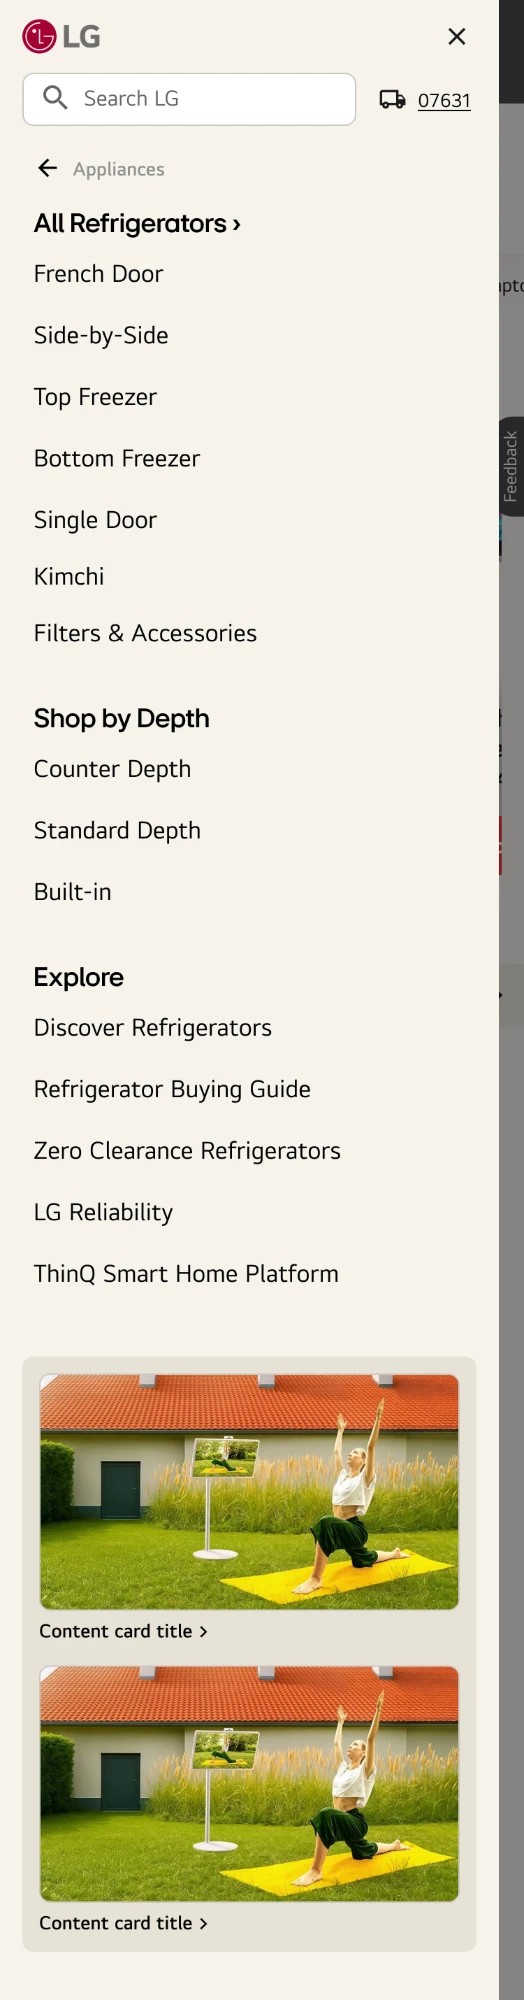 LG
Search LG
07631
Appliances
All Refrigerators ›
French Door
Side-by-Side
Top Freezer
Bottom Freezer
Single Door
Kimchi
Filters & Accessories
Shop by Depth
Counter Depth
Standard Depth
Built-in
Explore
Discover Refrigerators
Refrigerator Buying Guide
Zero Clearance Refrigerators
LG Reliability
ThinQ Smart Home Platform
Content card title >
Content card title >
Feedback